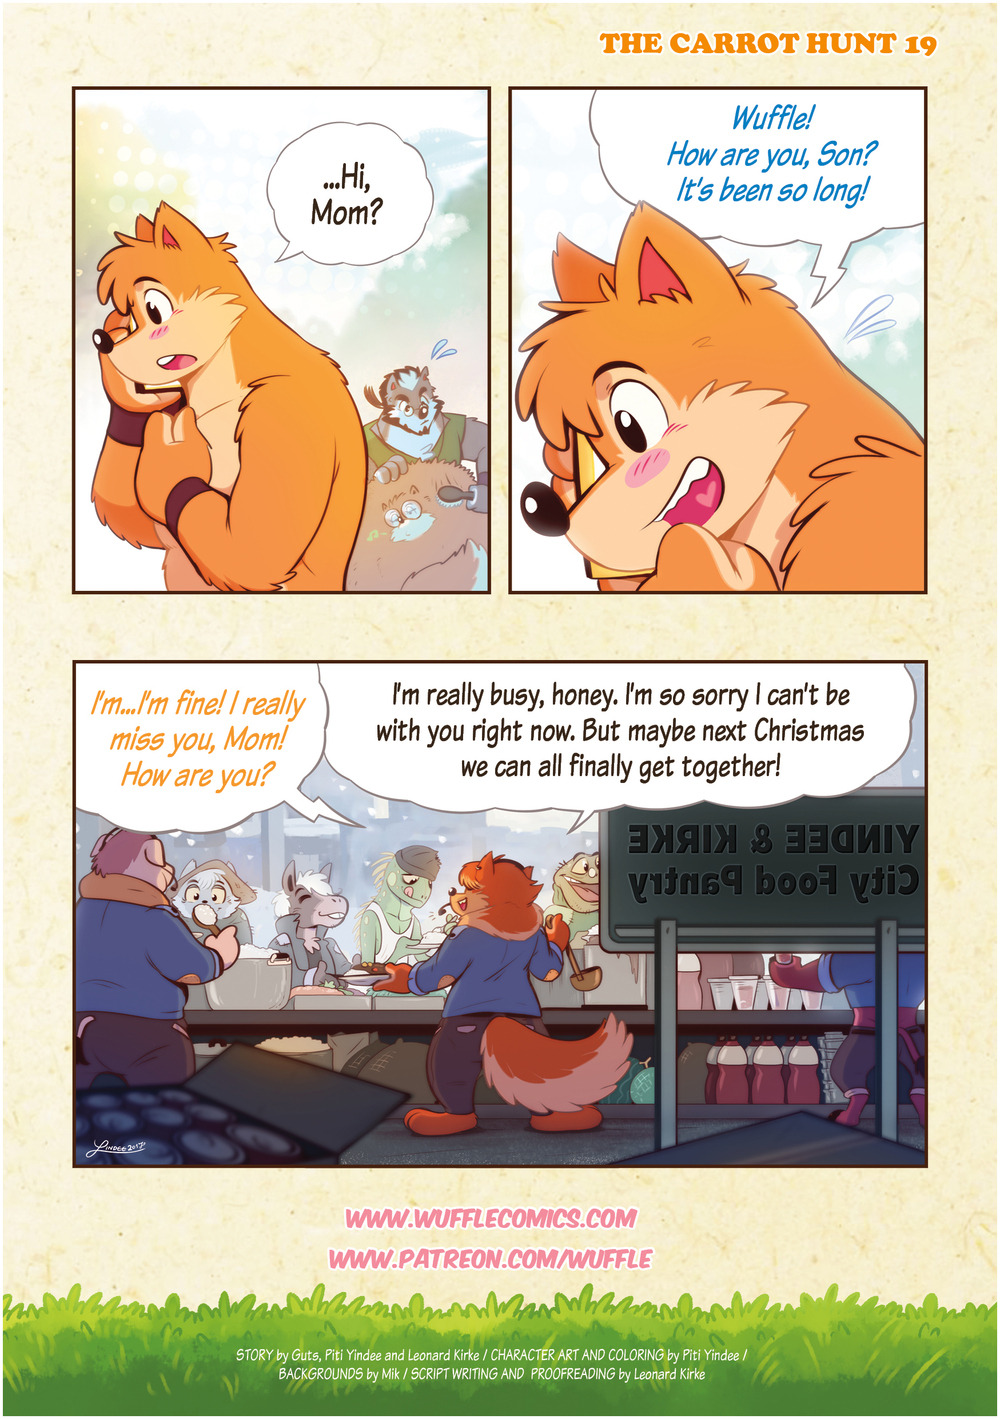 THE CARROT HUNT 19
...Hi,
Mom?
Wuffle!
How are you, Son?
It's been so long!
I'm...I'm fine! I really
miss you, Mom!
How are you?
I'm really busy, honey. I'm so sorry I can't be
with you right now. But maybe next Christmas
we can all finally get together!
YINDEE & KIRKE
City Food Pantry
YINDEE 2017
WWW.WUFFLECOMICS.COM
WWW.PATREON.COM/WUFFLE
STORY by Guts, Piti Yindee and Leonard Kirke / CHARACTER ART AND COLORING by Piti Yindee /
BACKGROUNDS by Mik / SCRIPT WRITING AND PROOFREADING by Leonard Kirke